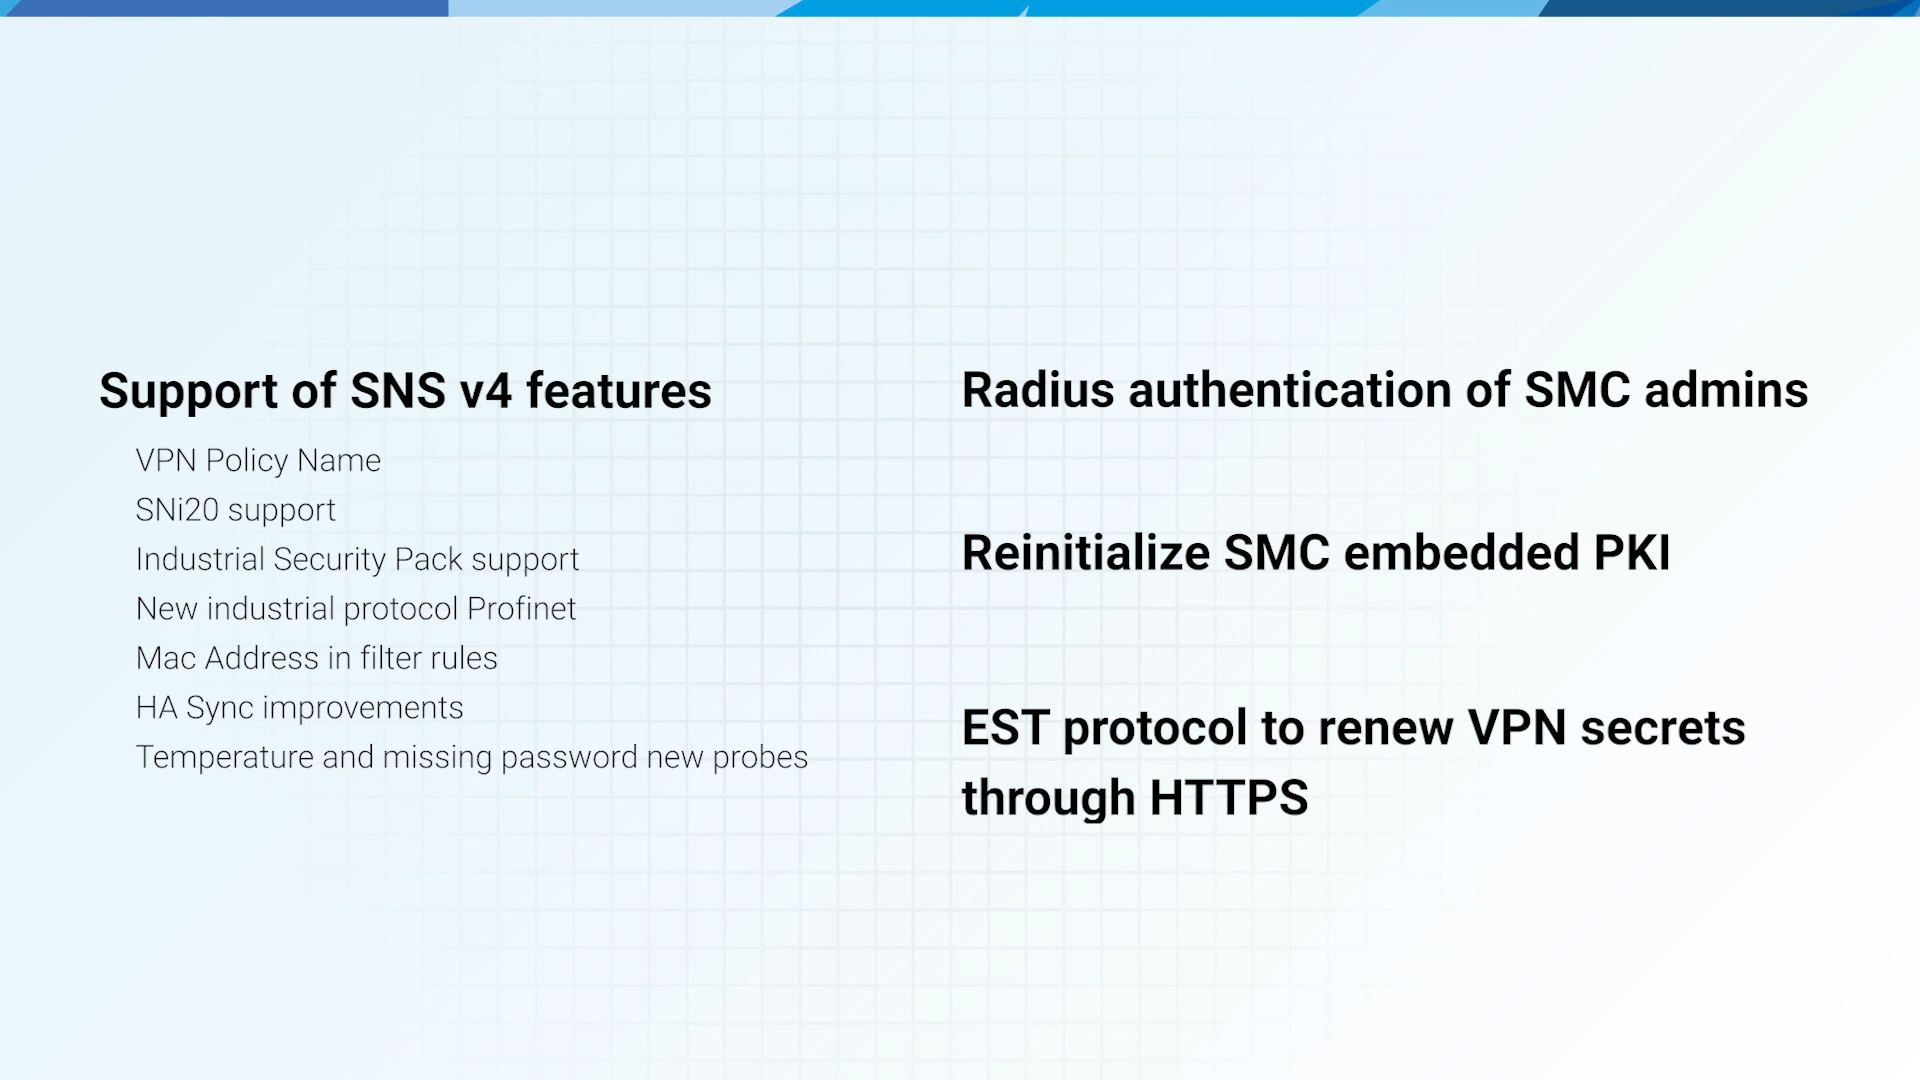 Support of SNS v4 features
VPN Policy Name
SNi20 support
Industrial Security Pack support
New industrial protocol Profinet
Mac Address in filter rules
HA Sync improvements
Temperature and missing password new probes
Radius authentication of SMC admins
Reinitialize SMC embedded PKI
EST protocol to renew VPN secrets
through HTTPS